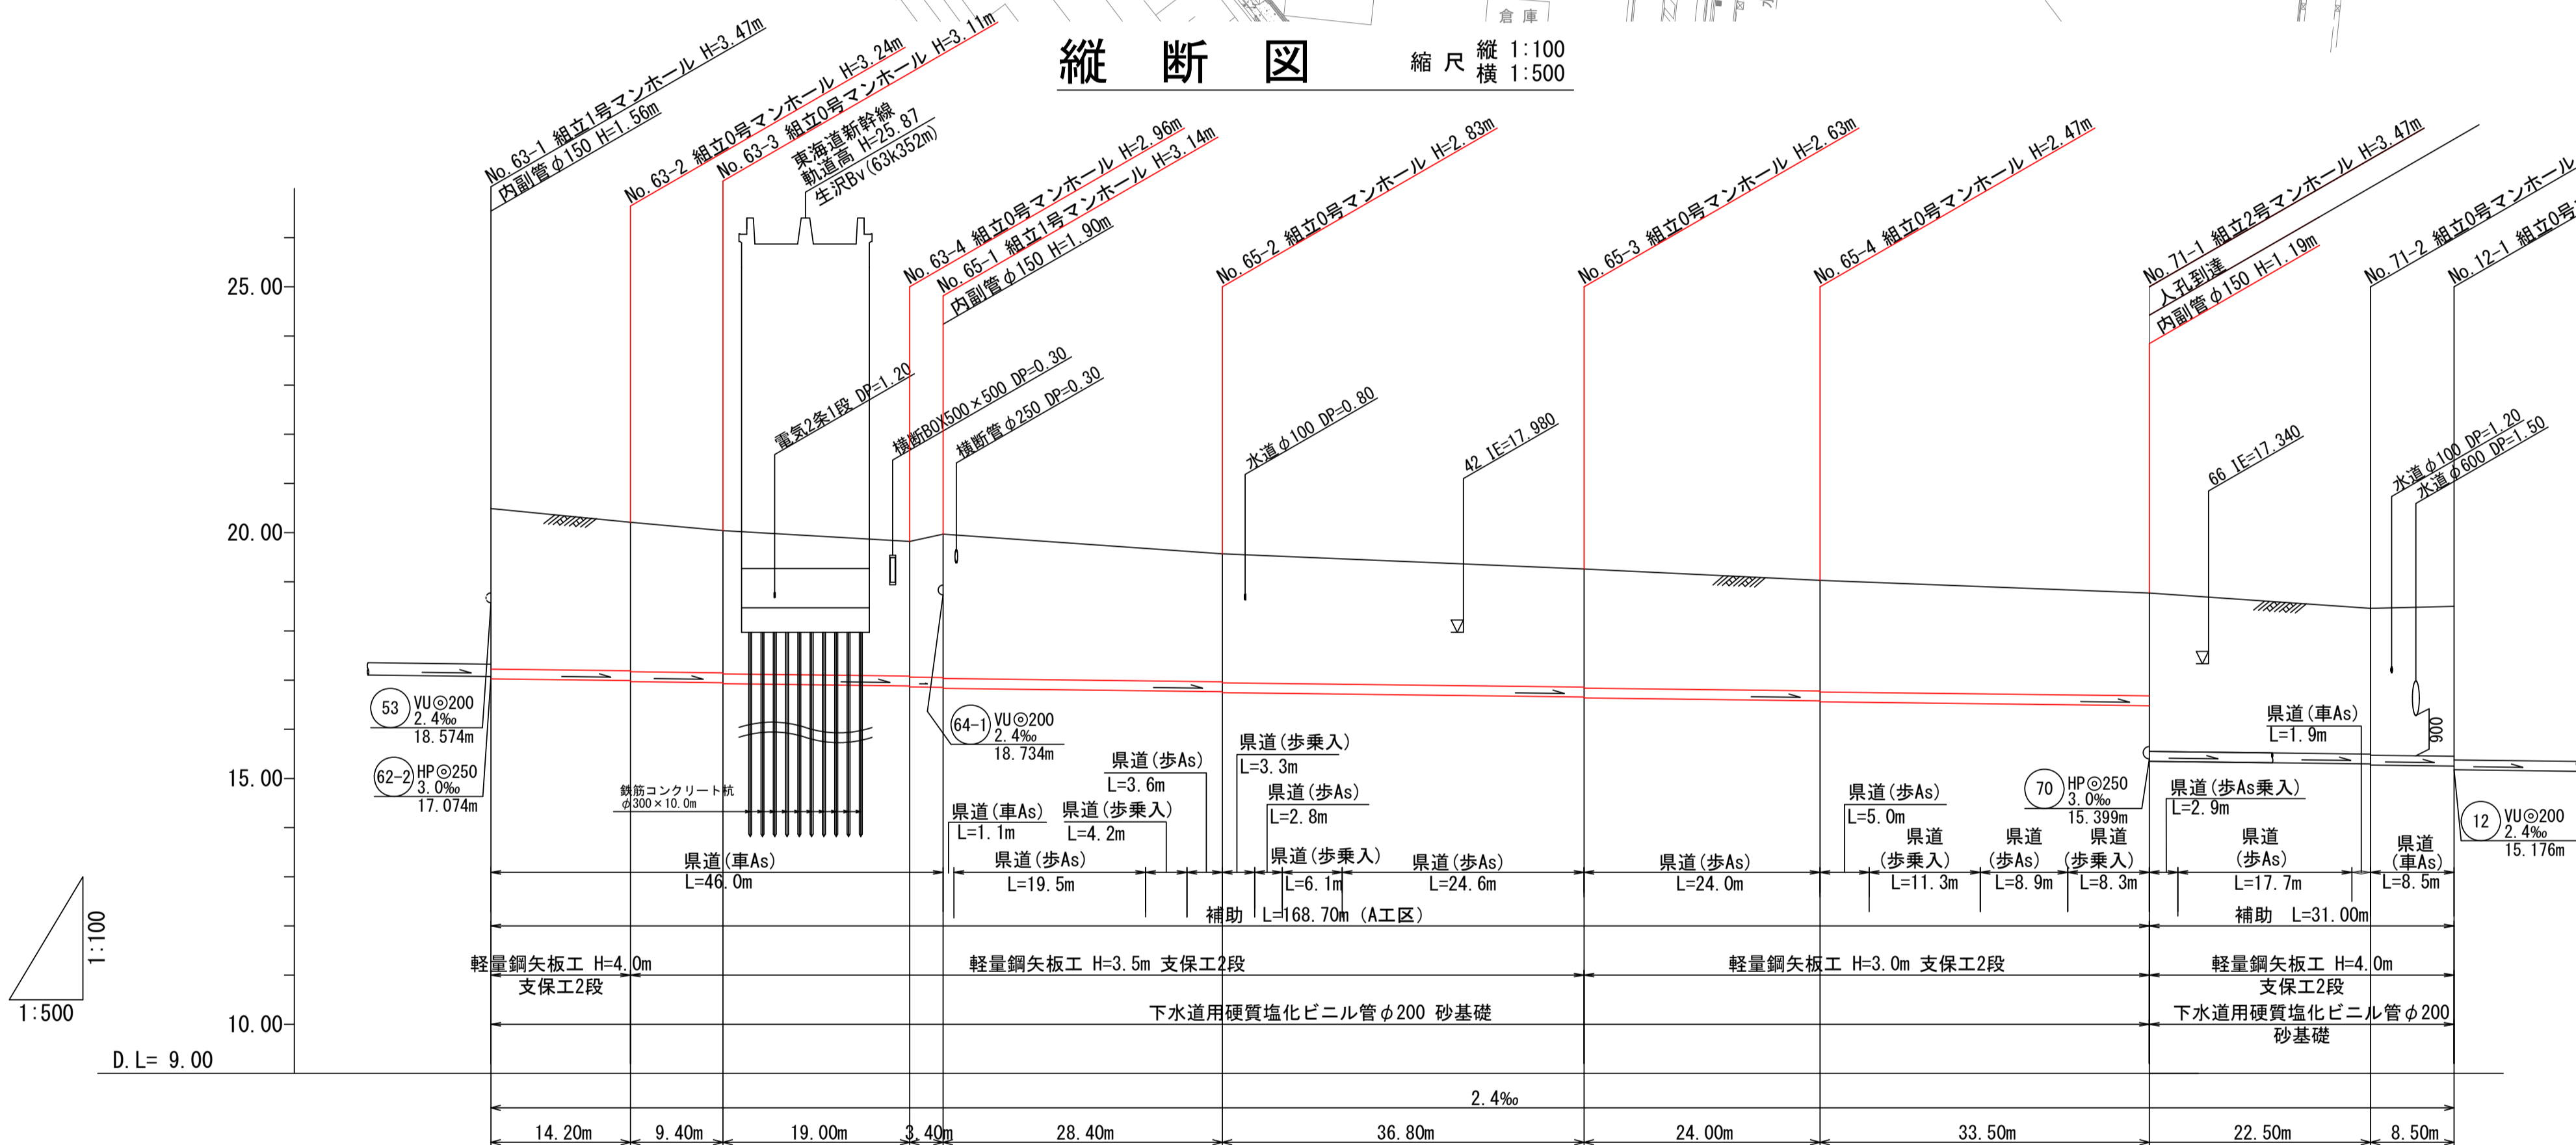 倉 庫
縦 断 図
縮 尺 縦 1:100
横 1:500
No.63-1 組立1号マンホール H=3.47m
内副管φ150 H=1.56m
No.63-2 組立0号マンホール H=3.24m
No.63-3 組立0号マンホール H=3.11m
東海道新幹線
軌道高 H=25.87
生沢Bv(63k352m)
No.63-4 組立0号マンホール H=2.96m
No.65-1 組立1号マンホール H=3.14m
内副管φ150 H=1.90m
No.65-2 組立0号マンホール H=2.83m
No.65-3 組立0号マンホール H=2.63m
No.65-4 組立0号マンホール H=2.47m
No.71-1 組立2号マンホール H=3.47m
人孔到達
内副管φ150 H=1.19m
No.71-2 組立0号マンホール
No.12-1 組立0号
25.00
20.00
15.00
10.00
D.L= 9.00
電気2条1段 DP=1.20
横断BOX500×500 DP=0.30
横断管φ250 DP=0.30
水道φ100 DP=0.80
42 IE=17.980
66 IE=17.340
水道φ100 DP=1.20
水道φ600 DP=1.50
900
53 VU◎200
2.4‰
18.574m
62-2 HP◎250
3.0‰
17.074m
鉄筋コンクリート杭
φ300×10.0m
64-1 VU◎200
2.4‰
18.734m
70 HP◎250
3.0‰
15.399m
12 VU◎200
2.4‰
15.176m
県道(車As)
L=46.0m
県道(車As)
L=1.1m
県道(歩As)
L=19.5m
県道(歩乗入)
L=4.2m
県道(歩As)
L=3.6m
県道(歩乗入)
L=3.3m
県道(歩As)
L=2.8m
県道(歩乗入)
L=6.1m
県道(歩As)
L=24.6m
県道(歩As)
L=24.0m
県道(歩As)
L=5.0m
県道
(歩乗入)
L=11.3m
県道
(歩As)
L=8.9m
県道
(歩乗入)
L=8.3m
県道(歩As乗入)
L=2.9m
県道
(歩As)
L=17.7m
県道(車As)
L=1.9m
県道
(車As)
L=8.5m
補助 L=168.70m (A工区)
補助 L=31.00m
軽量鋼矢板工 H=4.0m
支保工2段
軽量鋼矢板工 H=3.5m 支保工2段
軽量鋼矢板工 H=3.0m 支保工2段
軽量鋼矢板工 H=4.0m
支保工2段
下水道用硬質塩化ビニル管φ200 砂基礎
下水道用硬質塩化ビニル管φ200
砂基礎
1:100
1:500
2.4‰
14.20m 9.40m 19.00m 3.40m 28.40m 36.80m 24.00m 33.50m 22.50m 8.50m